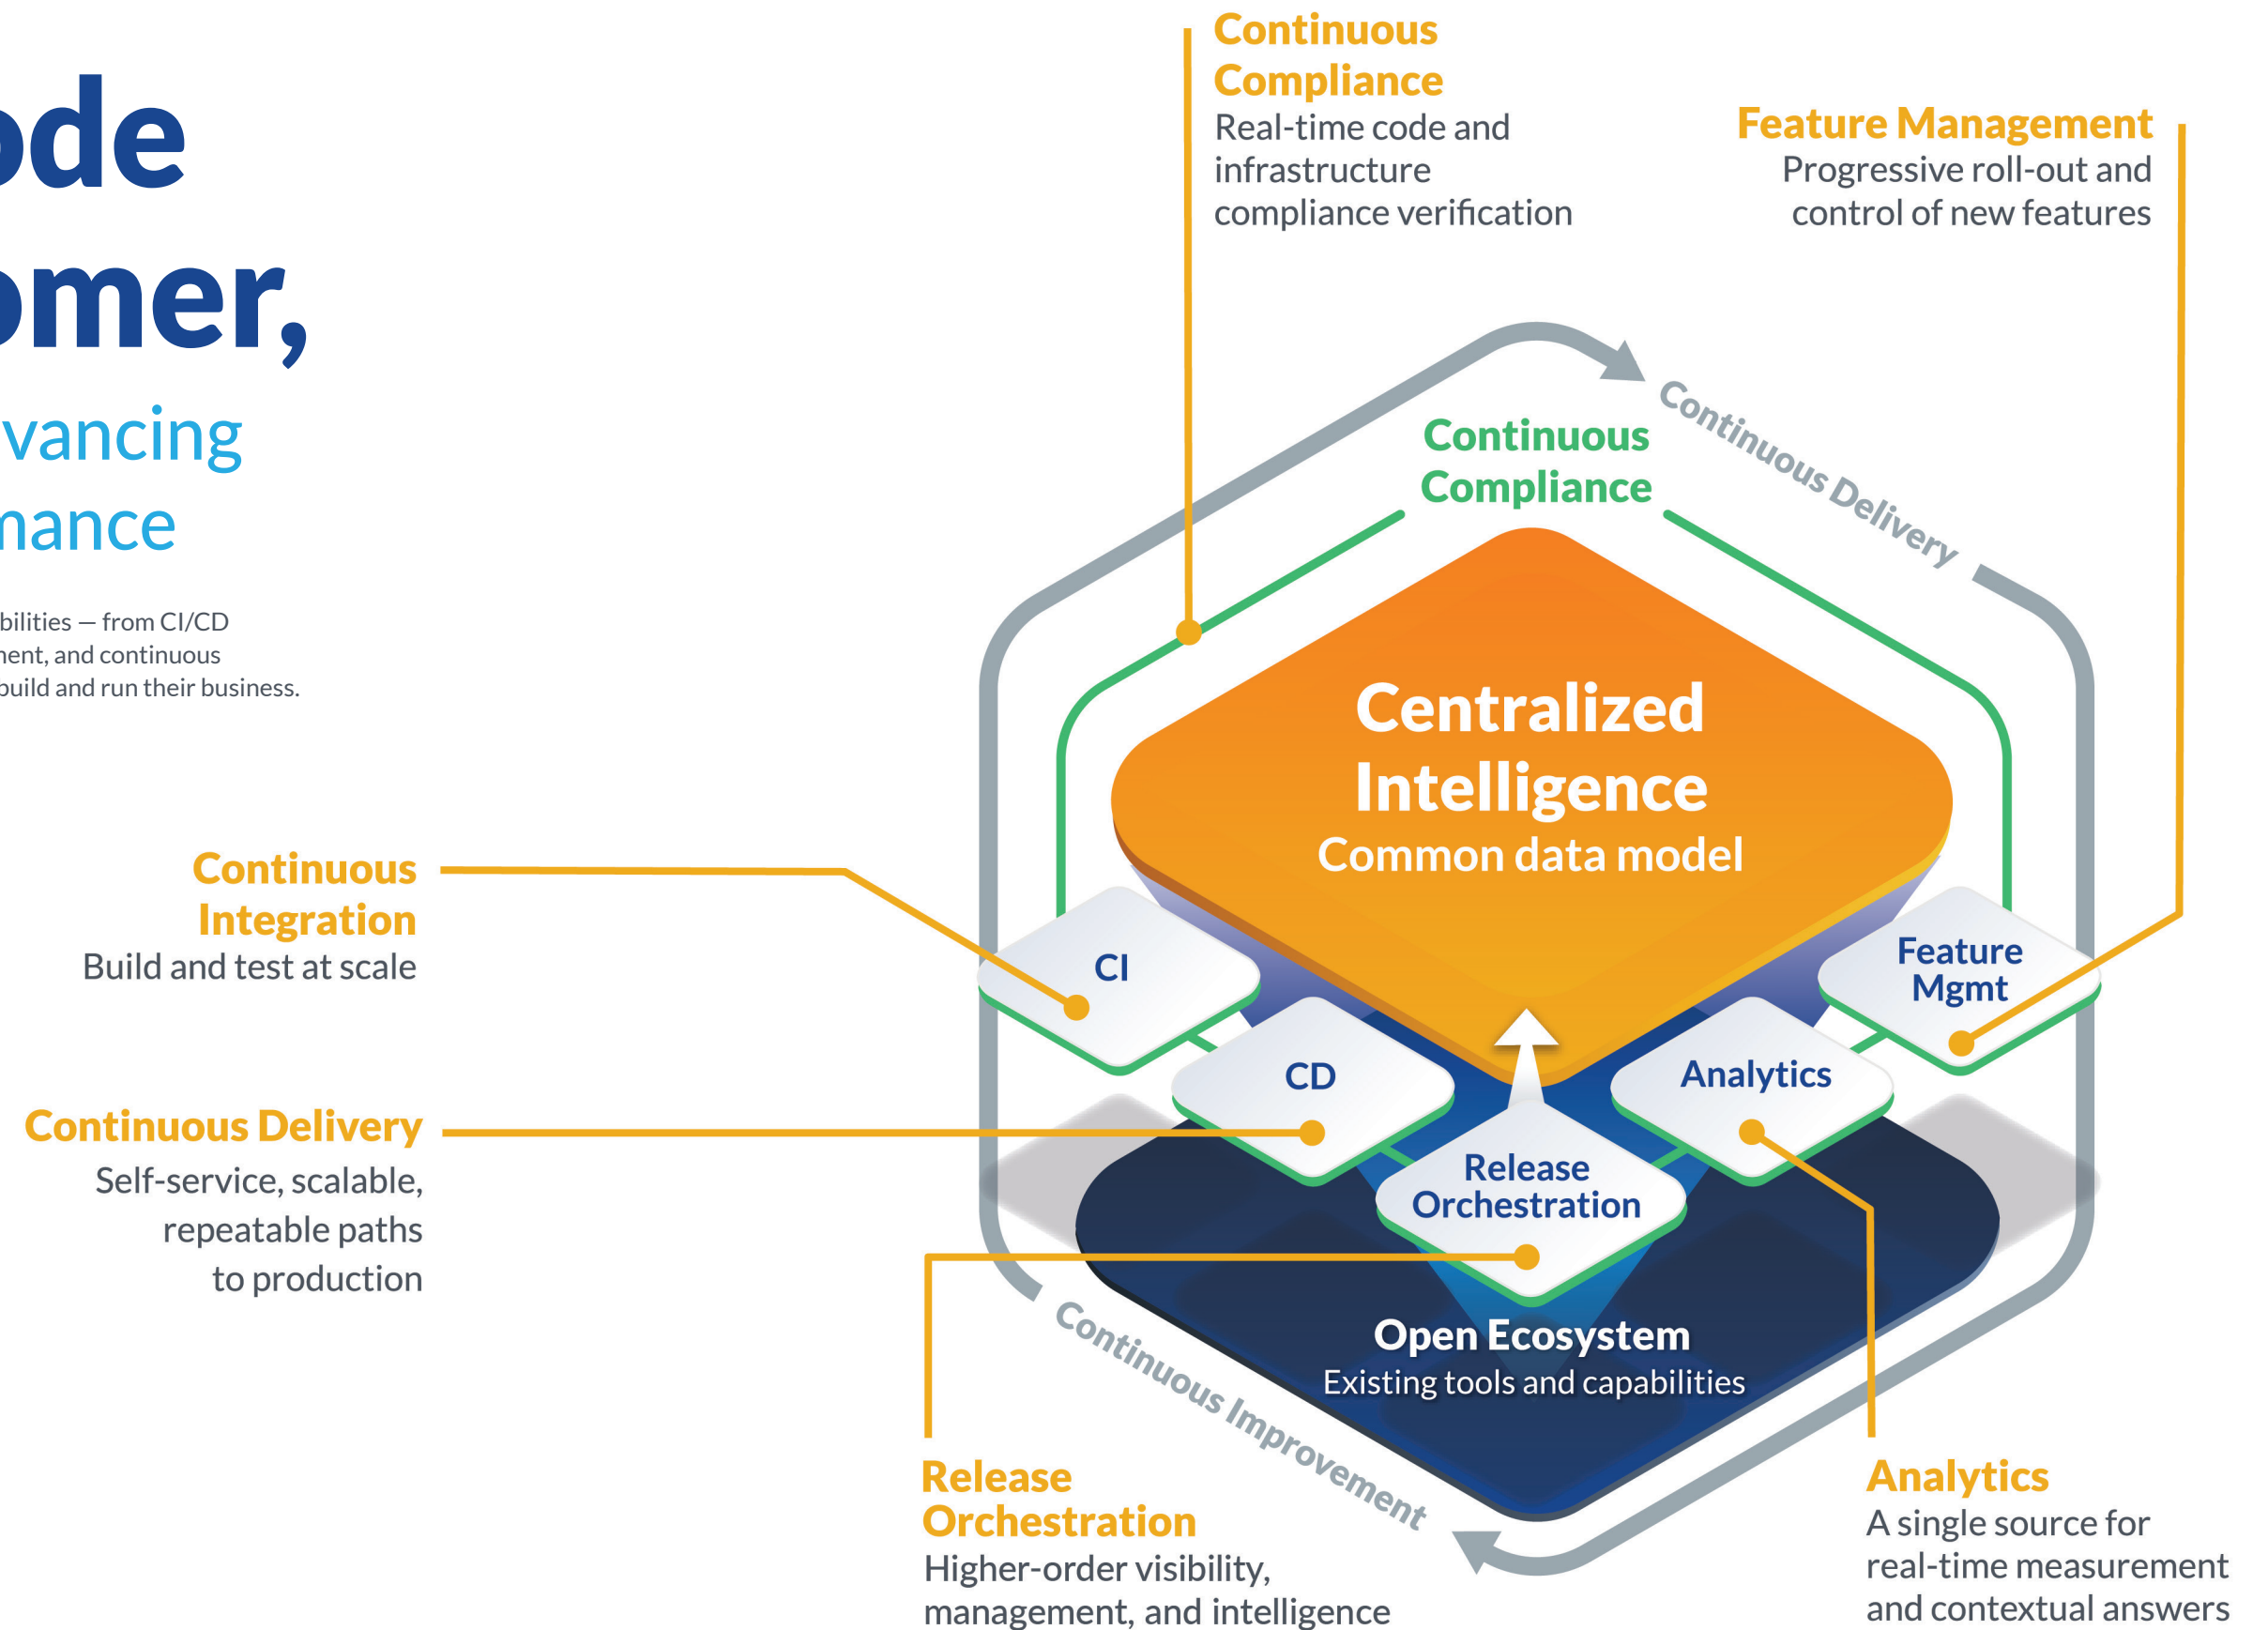 ode
omer,
vancing
mance
bilities — from CI/CD
ment, and continuous
build and run their business.
Continuous
Compliance
Real-time code and
infrastructure
compliance verification
Feature Management
Progressive roll-out and
control of new features
Continuous Delivery
Continuous
Compliance
Centralized
Intelligence
Common data model
Continuous
Integration
Build and test at scale
CI
Feature
Mgmt
CD
Analytics
Continuous Delivery
Self-service, scalable,
repeatable paths
to production
Release
Orchestration
Open Ecosystem
Existing tools and capabilities
Continuous Improvement
Release
Orchestration
Higher-order visibility,
management, and intelligence
Analytics
A single source for
real-time measurement
and contextual answers